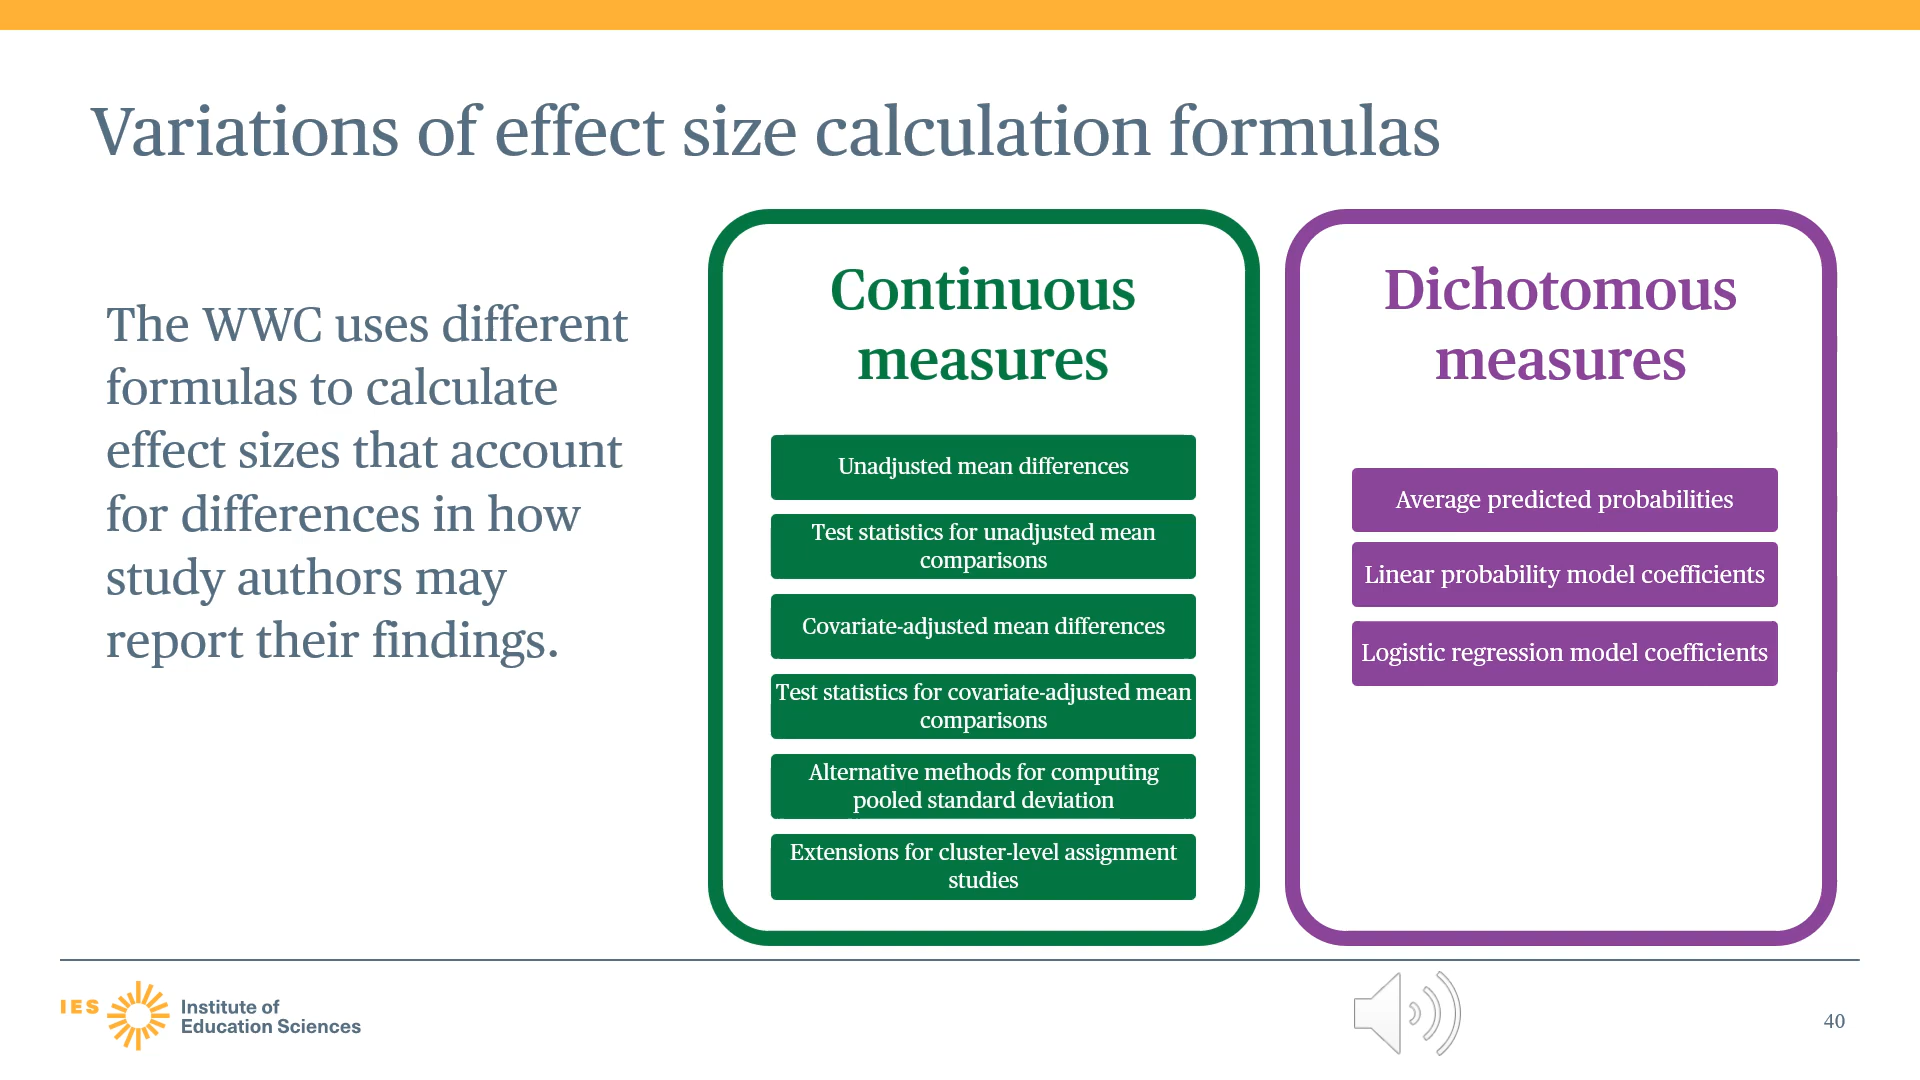 Variations of effect size calculation formulas
The WWC uses different
formulas to calculate
effect sizes that account
for differences in how
study authors may
report their findings.
Continuous
measures
Unadjusted mean differences
Test statistics for unadjusted mean
comparisons
Covariate-adjusted mean differences
Test statistics for covariate-adjusted mean
comparisons
Alternative methods for computing
pooled standard deviation
Extensions for cluster-level assignment
studies
Dichotomous
measures
Average predicted probabilities
Linear probability model coefficients
Logistic regression model coefficients
IES
Institute of
Education Sciences
40